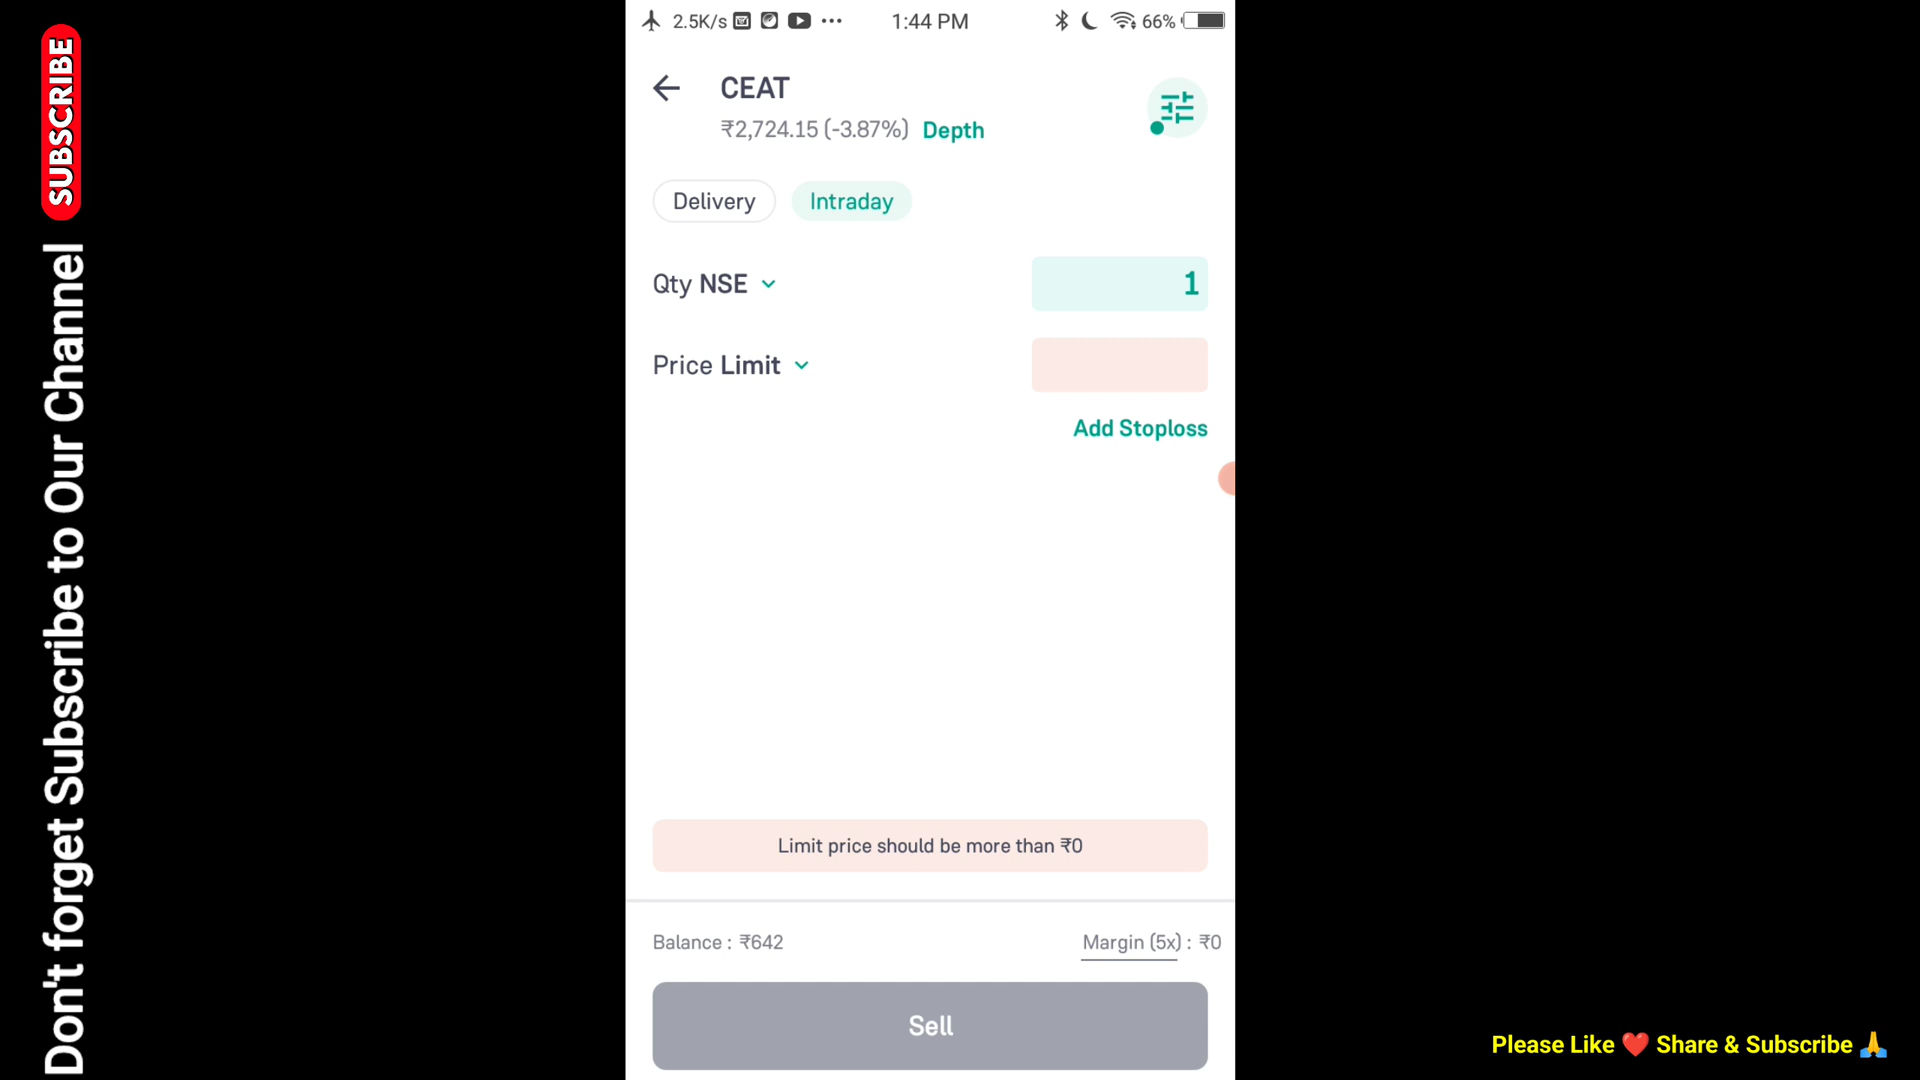 SUBSCRIBE
Don't forget Subscribe to Our Channel
2.5K/s
1:44 PM
66%
CEAT
₹2,724.15 (-3.87%) Depth
Delivery
Intraday
Qty NSE
1
Price Limit
Add Stoploss
Limit price should be more than ₹0
Balance : ₹642
Margin (5x) : ₹0
Sell
Please Like ❤️ Share & Subscribe 🙏